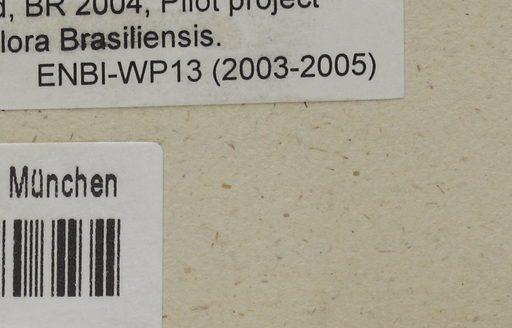 d, BR 2004, Pilot project
lora Brasiliensis.
ENBI-WP13 (2003-2005)
München